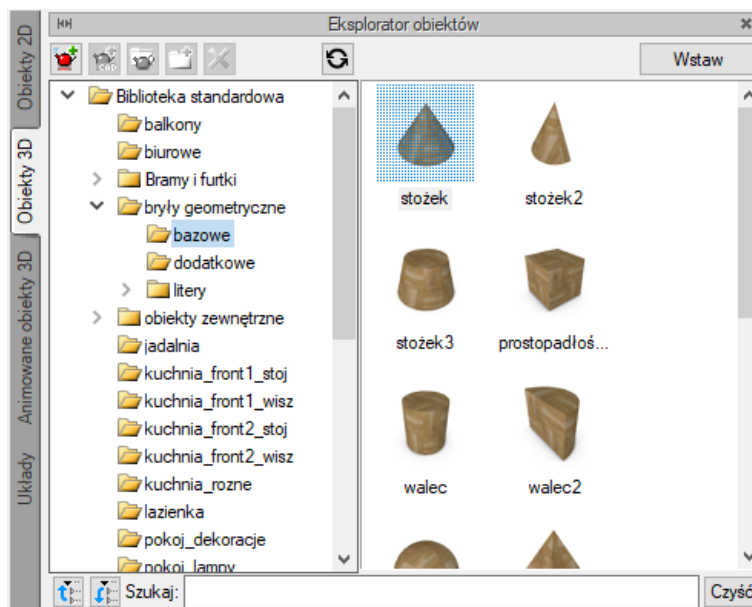 Eksplorator obiektów
Obiekty 2D
Obiekty 3D
Animowane obiekty 3D
Układy
CAD
Wstaw
Biblioteka standardowa
balkony
biurowe
Bramy i furtki
bryły geometryczne
bazowe
dodatkowe
litery
obiekty zewnętrzne
jadalnia
kuchnia_front1_stoj
kuchnia_front1_wisz
kuchnia_front2_stoj
kuchnia_front2_wisz
kuchnia_rozne
lazienka
pokoj_dekoracje
pokoj_lampy
stożek
stożek2
stożek3
prostopadłoś...
walec
walec2
Szukaj:
Czyść